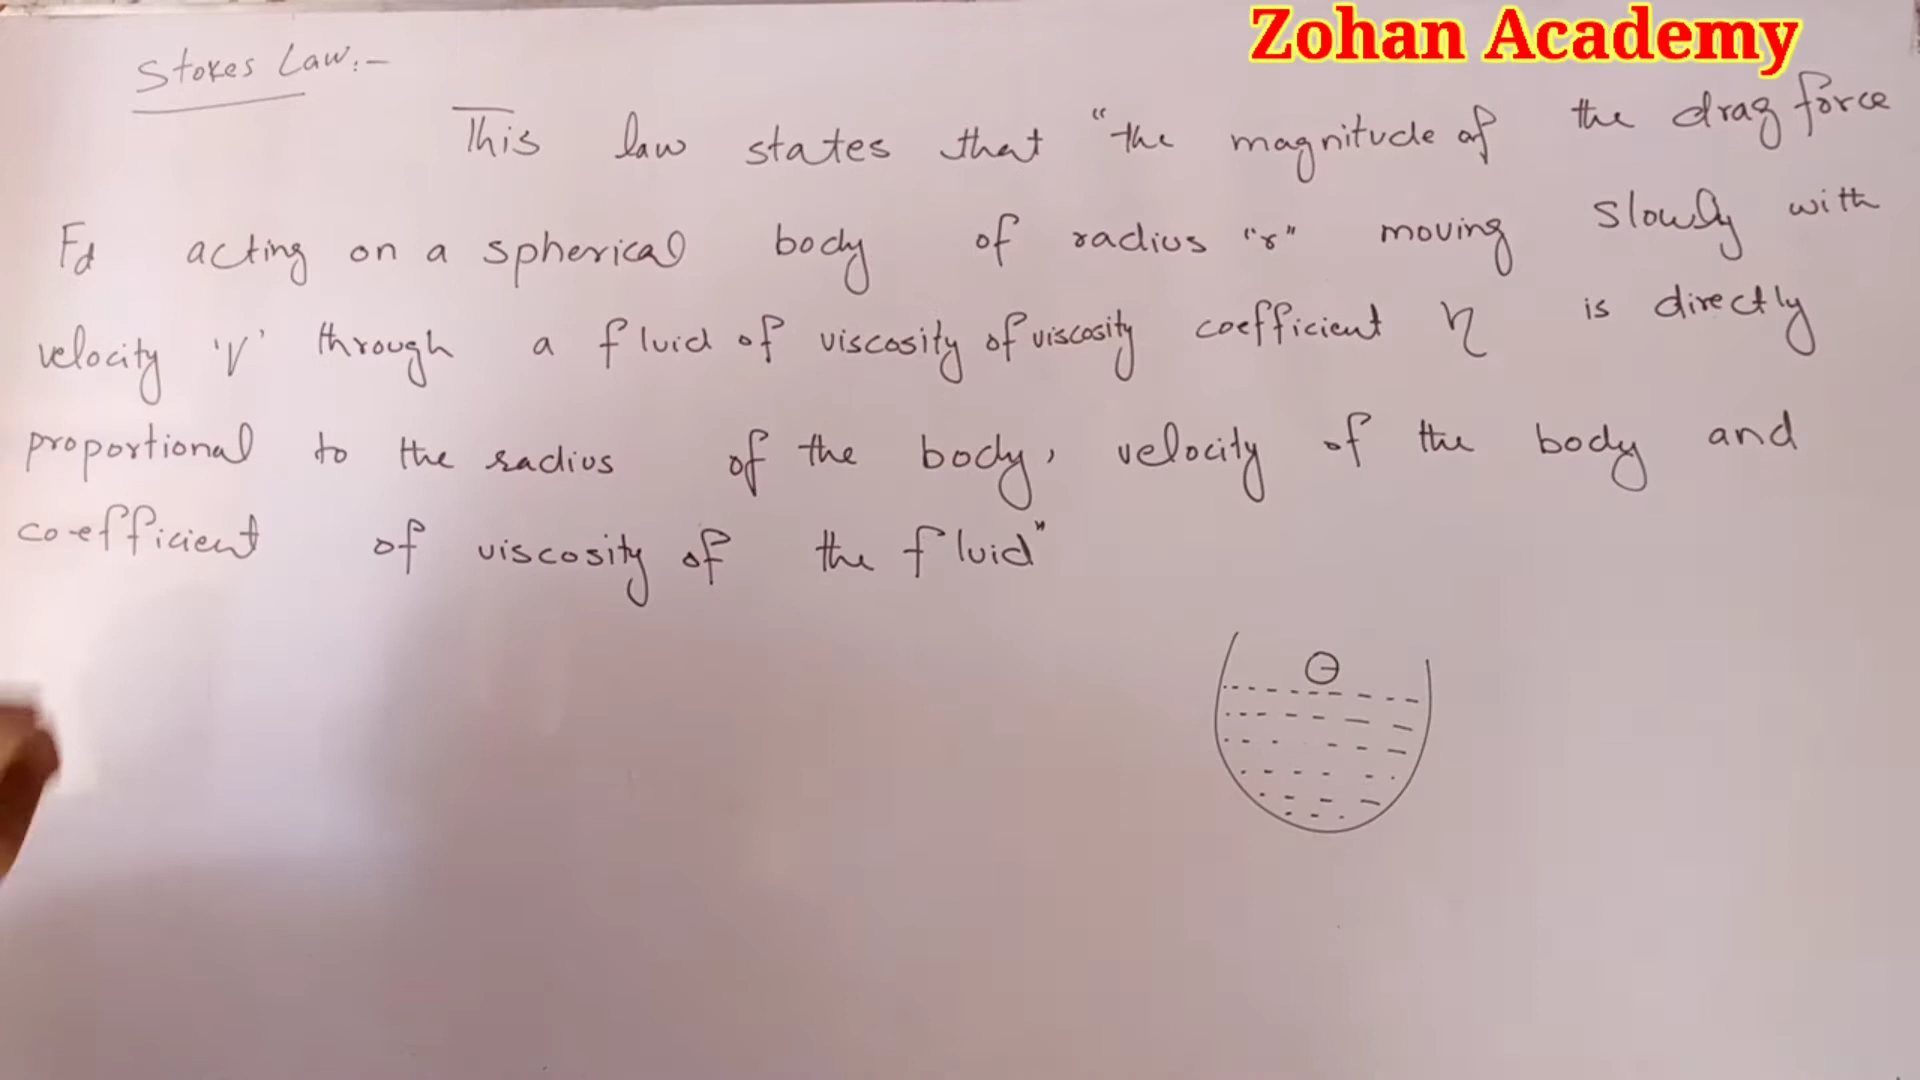 Zohan Academy
Stokes Law:-
This law states that "the magnitude of the drag force
Fd acting on a spherical body of radius "r" moving slowly with
velocity 'V' through a fluid of viscosity of viscosity coefficient η is directly
proportional to the radius of the body, velocity of the body and
co-efficient of viscosity of the fluid"